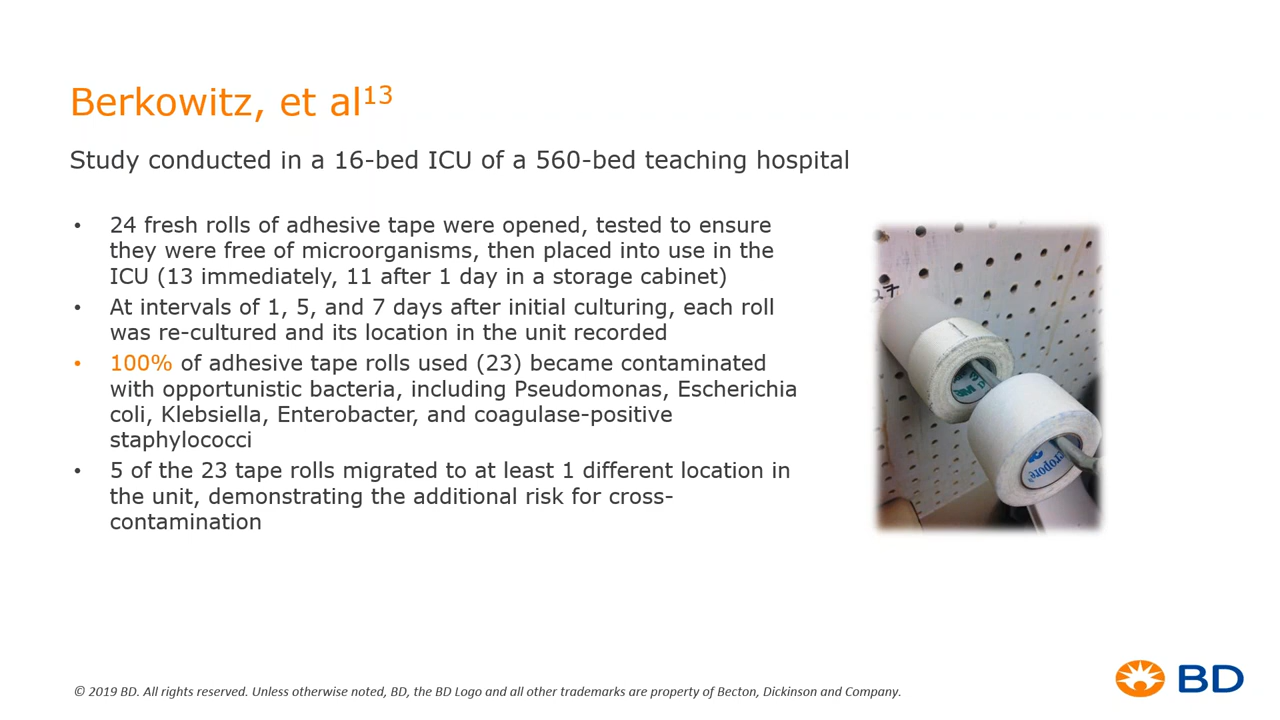 Berkowitz, et al13
Study conducted in a 16-bed ICU of a 560-bed teaching hospital
• 24 fresh rolls of adhesive tape were opened, tested to ensure
they were free of microorganisms, then placed into use in the
ICU (13 immediately, 11 after 1 day in a storage cabinet)
• At intervals of 1, 5, and 7 days after initial culturing, each roll
was re-cultured and its location in the unit recorded
• 100% of adhesive tape rolls used (23) became contaminated
with opportunistic bacteria, including Pseudomonas, Escherichia
coli, Klebsiella, Enterobacter, and coagulase-positive
staphylococci
• 5 of the 23 tape rolls migrated to at least 1 different location in
the unit, demonstrating the additional risk for cross-
contamination
27
3M
© 2019 BD. All rights reserved. Unless otherwise noted, BD, the BD Logo and all other trademarks are property of Becton, Dickinson and Company.
BD